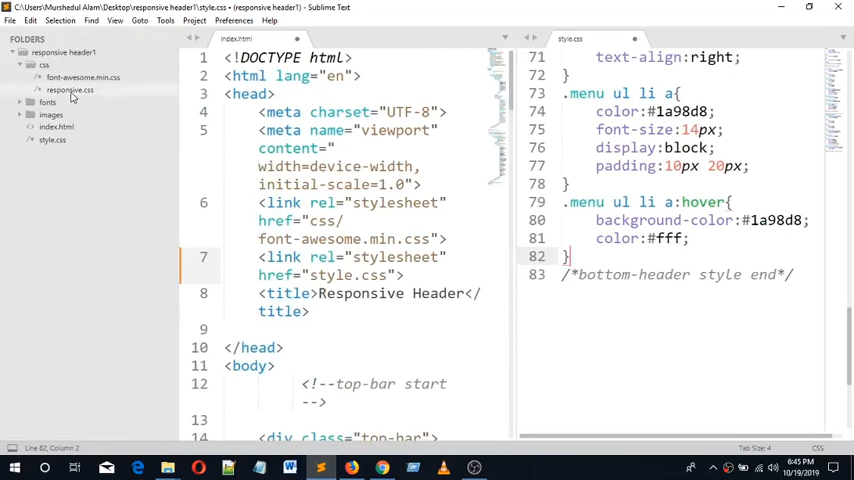 C:\Users\Murshedul Alam\Desktop\responsive header1\style.css • (responsive header1) - Sublime Text
File Edit Selection Find View Goto Tools Project Preferences Help
FOLDERS
responsive header1
css
font-awesome.min.css
responsive.css
fonts
images
index.html
style.css
index.html
1 <!DOCTYPE html>
2 <html lang="en">
3 <head>
4 <meta charset="UTF-8">
5 <meta name="viewport"
content="
width=device-width,
initial-scale=1.0">
6 <link rel="stylesheet"
href="css/
font-awesome.min.css">
7 <link rel="stylesheet"
href="style.css">
8 <title>Responsive Header</
title>
9
10 </head>
11 <body>
12 <!--top-bar start
-->
13
14 <div class="top-bar">
style.css
71 text-align:right;
72 }
73 .menu ul li a{
74 color:#1a98d8;
75 font-size:14px;
76 display:block;
77 padding:10px 20px;
78 }
79 .menu ul li a:hover{
80 background-color:#1a98d8;
81 color:#fff;
82 }
83 /*bottom-header style end*/
Line 82, Column 2
Tab Size: 4
CSS
6:45 PM
10/19/2019